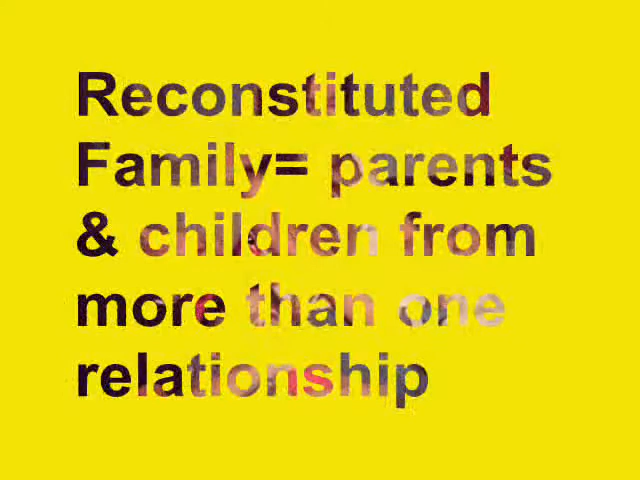 Reconstituted
Family= parents
& children from
more than one
relationship